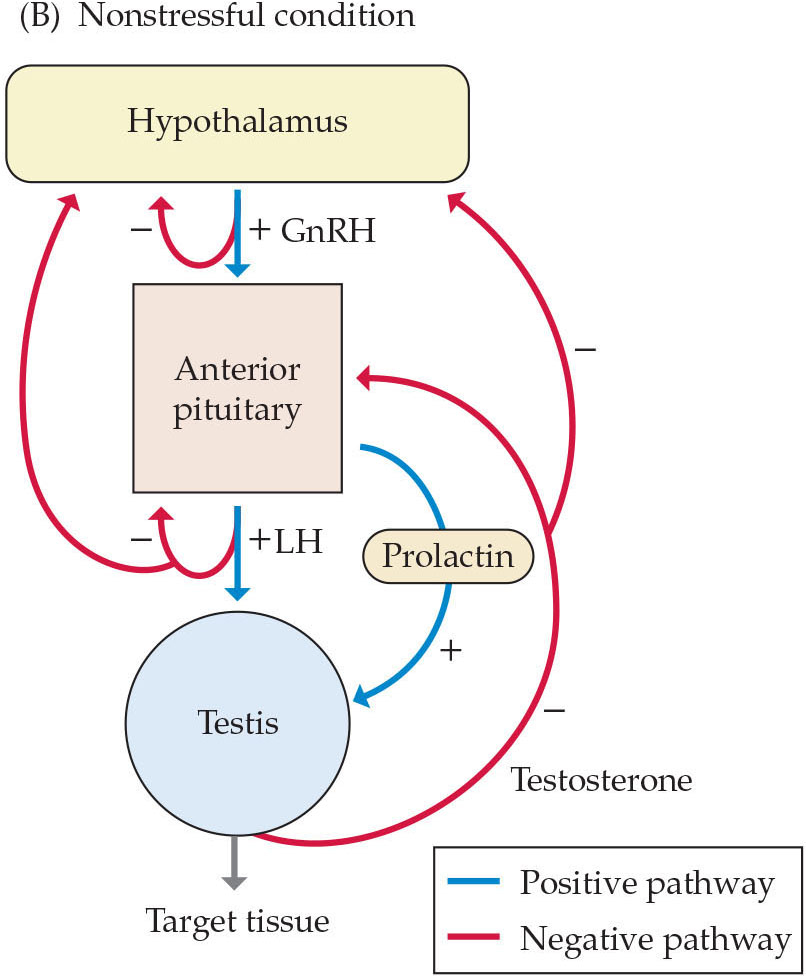 (B) Nonstressful condition
Hypothalamus
− + GnRH
−
Anterior
pituitary
− +LH
Prolactin
+
Testis
−
Testosterone
Target tissue
Positive pathway
Negative pathway